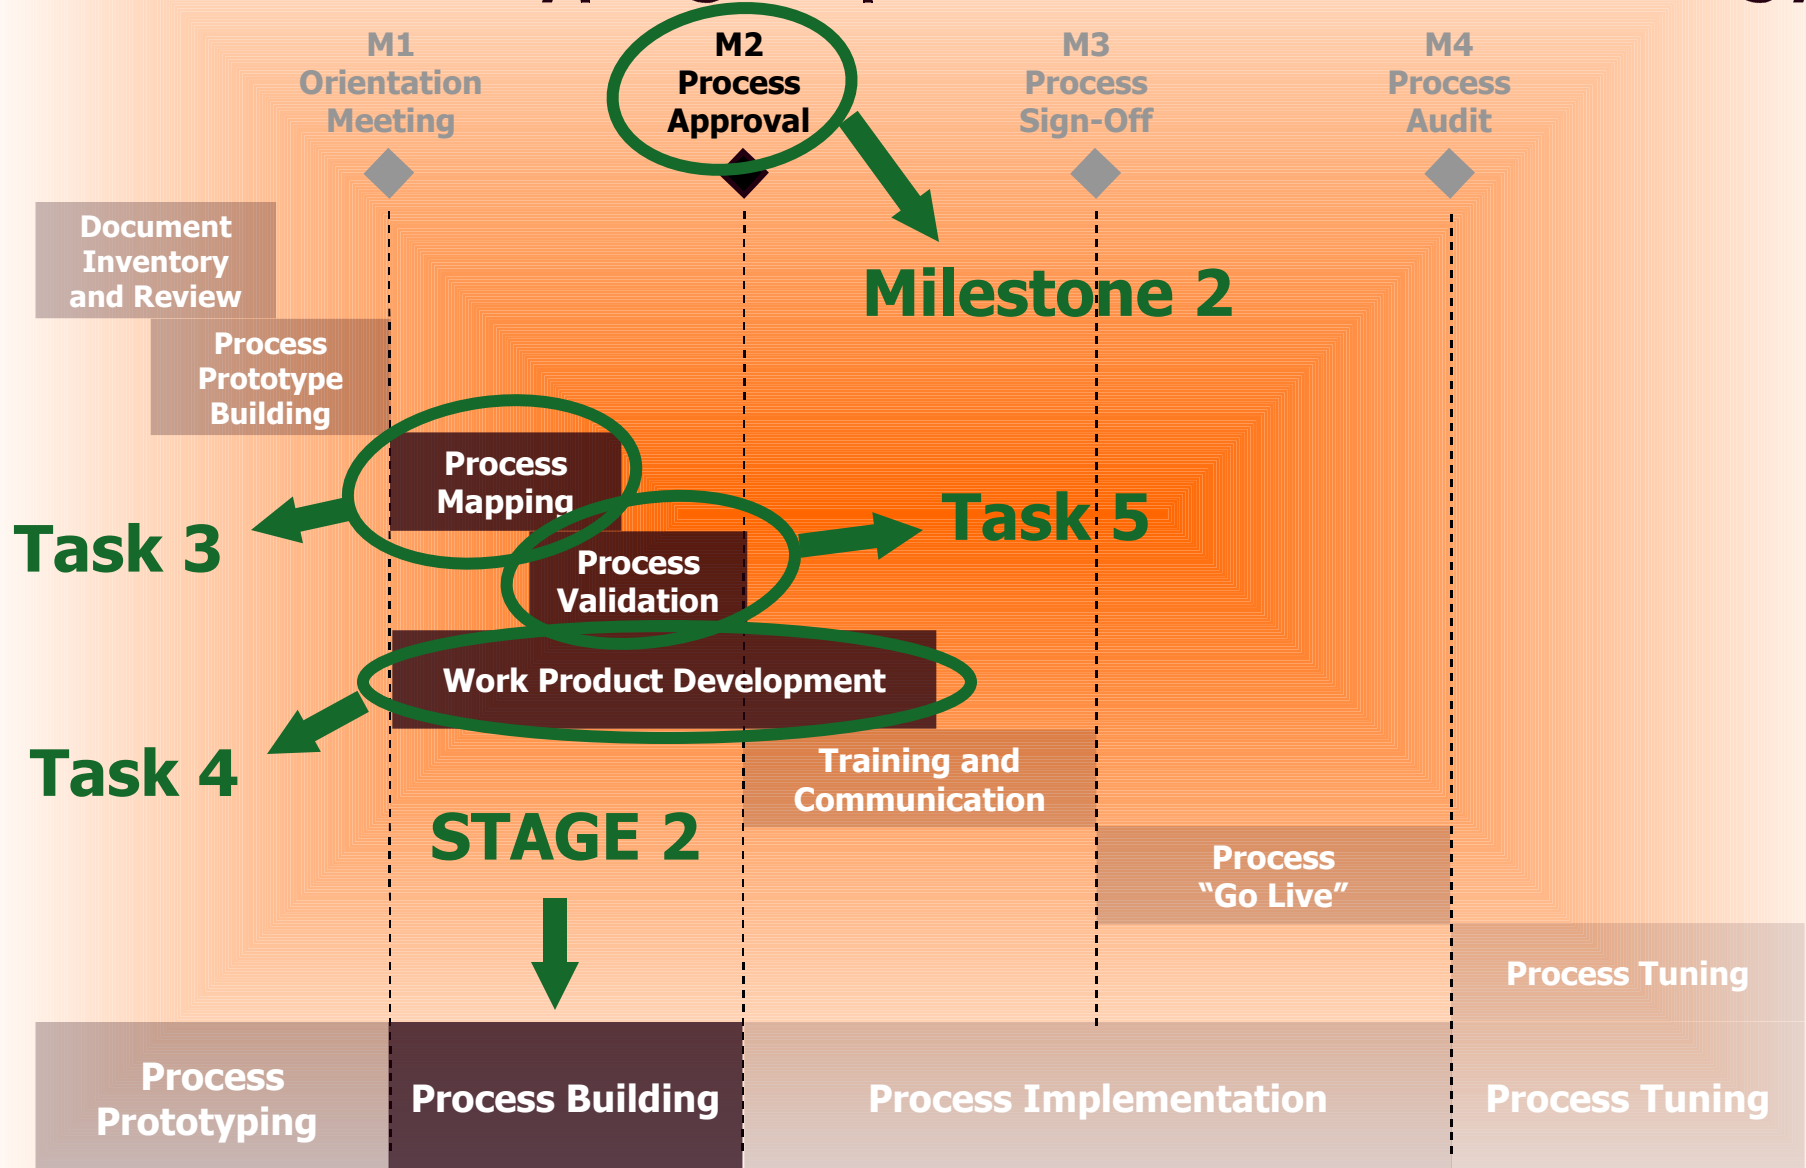 M1
Orientation
Meeting
M2
Process
Approval
M3
Process
Sign-Off
M4
Process
Audit
Document
Inventory
and Review
Process
Prototype
Building
Milestone 2
Process
Mapping
Task 3
Task 5
Process
Validation
Work Product Development
Task 4
Training and
Communication
STAGE 2
Process
“Go Live”
Process Tuning
Process
Prototyping
Process Building
Process Implementation
Process Tuning